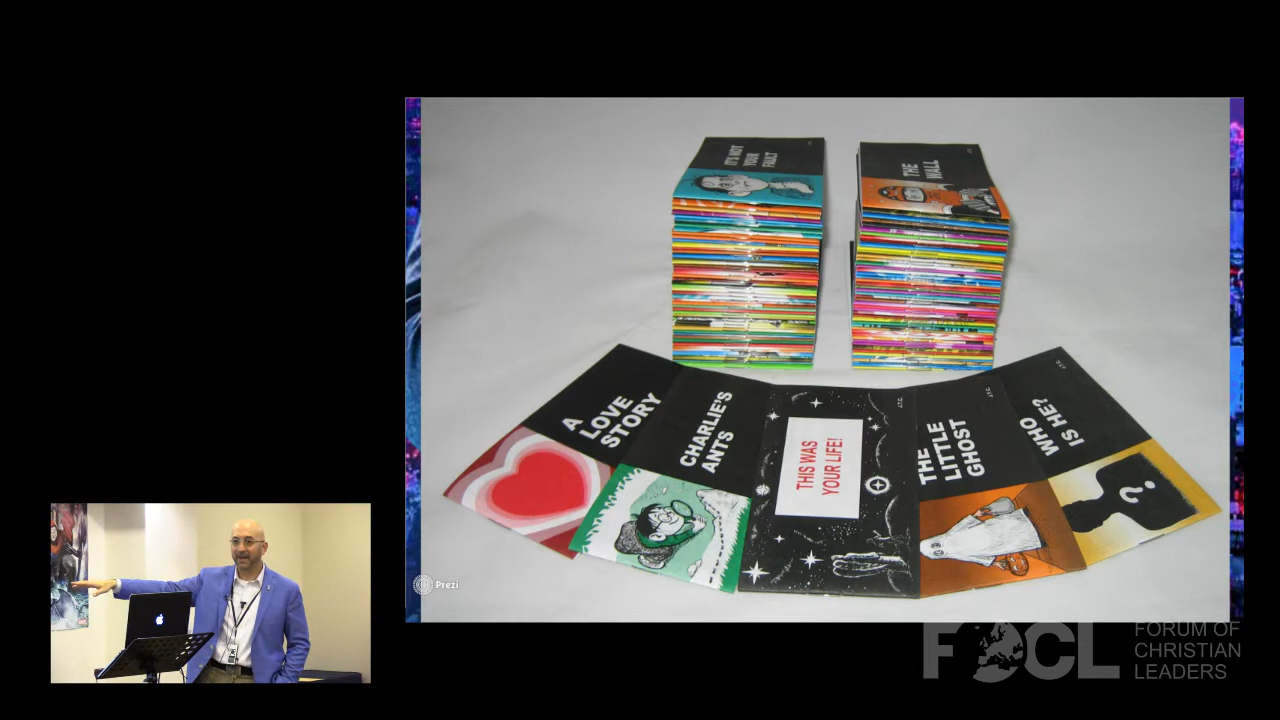 IT'S NOT
YOUR
FAULT
THE
WALL
A
LOVE
STORY
CHARLIE'S
ANTS
THIS WAS
YOUR LIFE!
J.T.C.
THE
LITTLE
GHOST
J.T.C.
WHO
IS HE?
J.T.C.
Prezi
FOCL
FORUM OF
CHRISTIAN
LEADERS